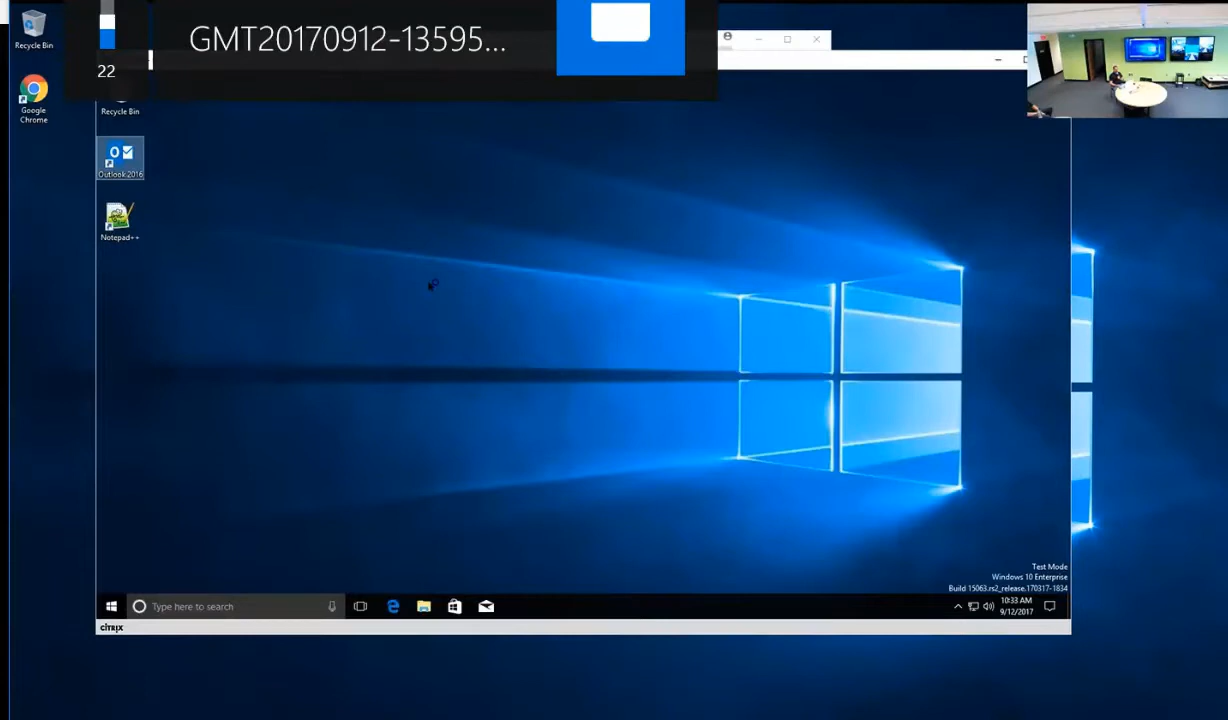 Recycle Bin
Google
Chrome
22
GMT20170912-13595...
Recycle Bin
Outlook 2016
Notepad++
Test Mode
Windows 10 Enterprise
Build 15063.rs2_release.170317-1834
Type here to search
10:33 AM
9/12/2017
citrix